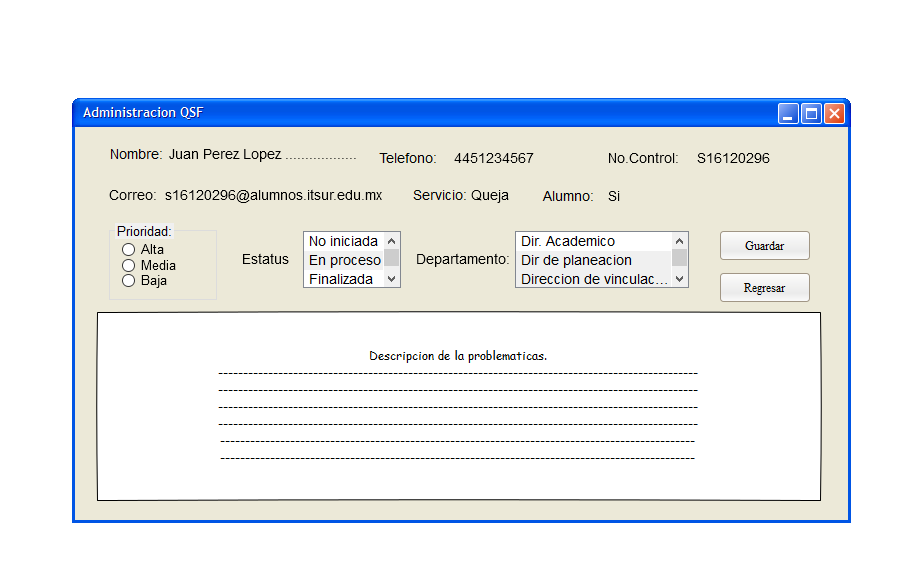 Administracion QSF
Nombre: Juan Perez Lopez .................. Telefono: 4451234567 No.Control: S16120296
Correo: s16120296@alumnos.itsur.edu.mx Servicio: Queja Alumno: Si
Prioridad:
Alta
Media
Baja
Estatus
No iniciada
En proceso
Finalizada
Departamento:
Dir. Academico
Dir de planeacion
Direccion de vinculac...
Guardar
Regresar
Descripcion de la problematicas.
------------------------------------------------------------------------------------------------
------------------------------------------------------------------------------------------------
------------------------------------------------------------------------------------------------
------------------------------------------------------------------------------------------------
-----------------------------------------------------------------------------------------------
-----------------------------------------------------------------------------------------------